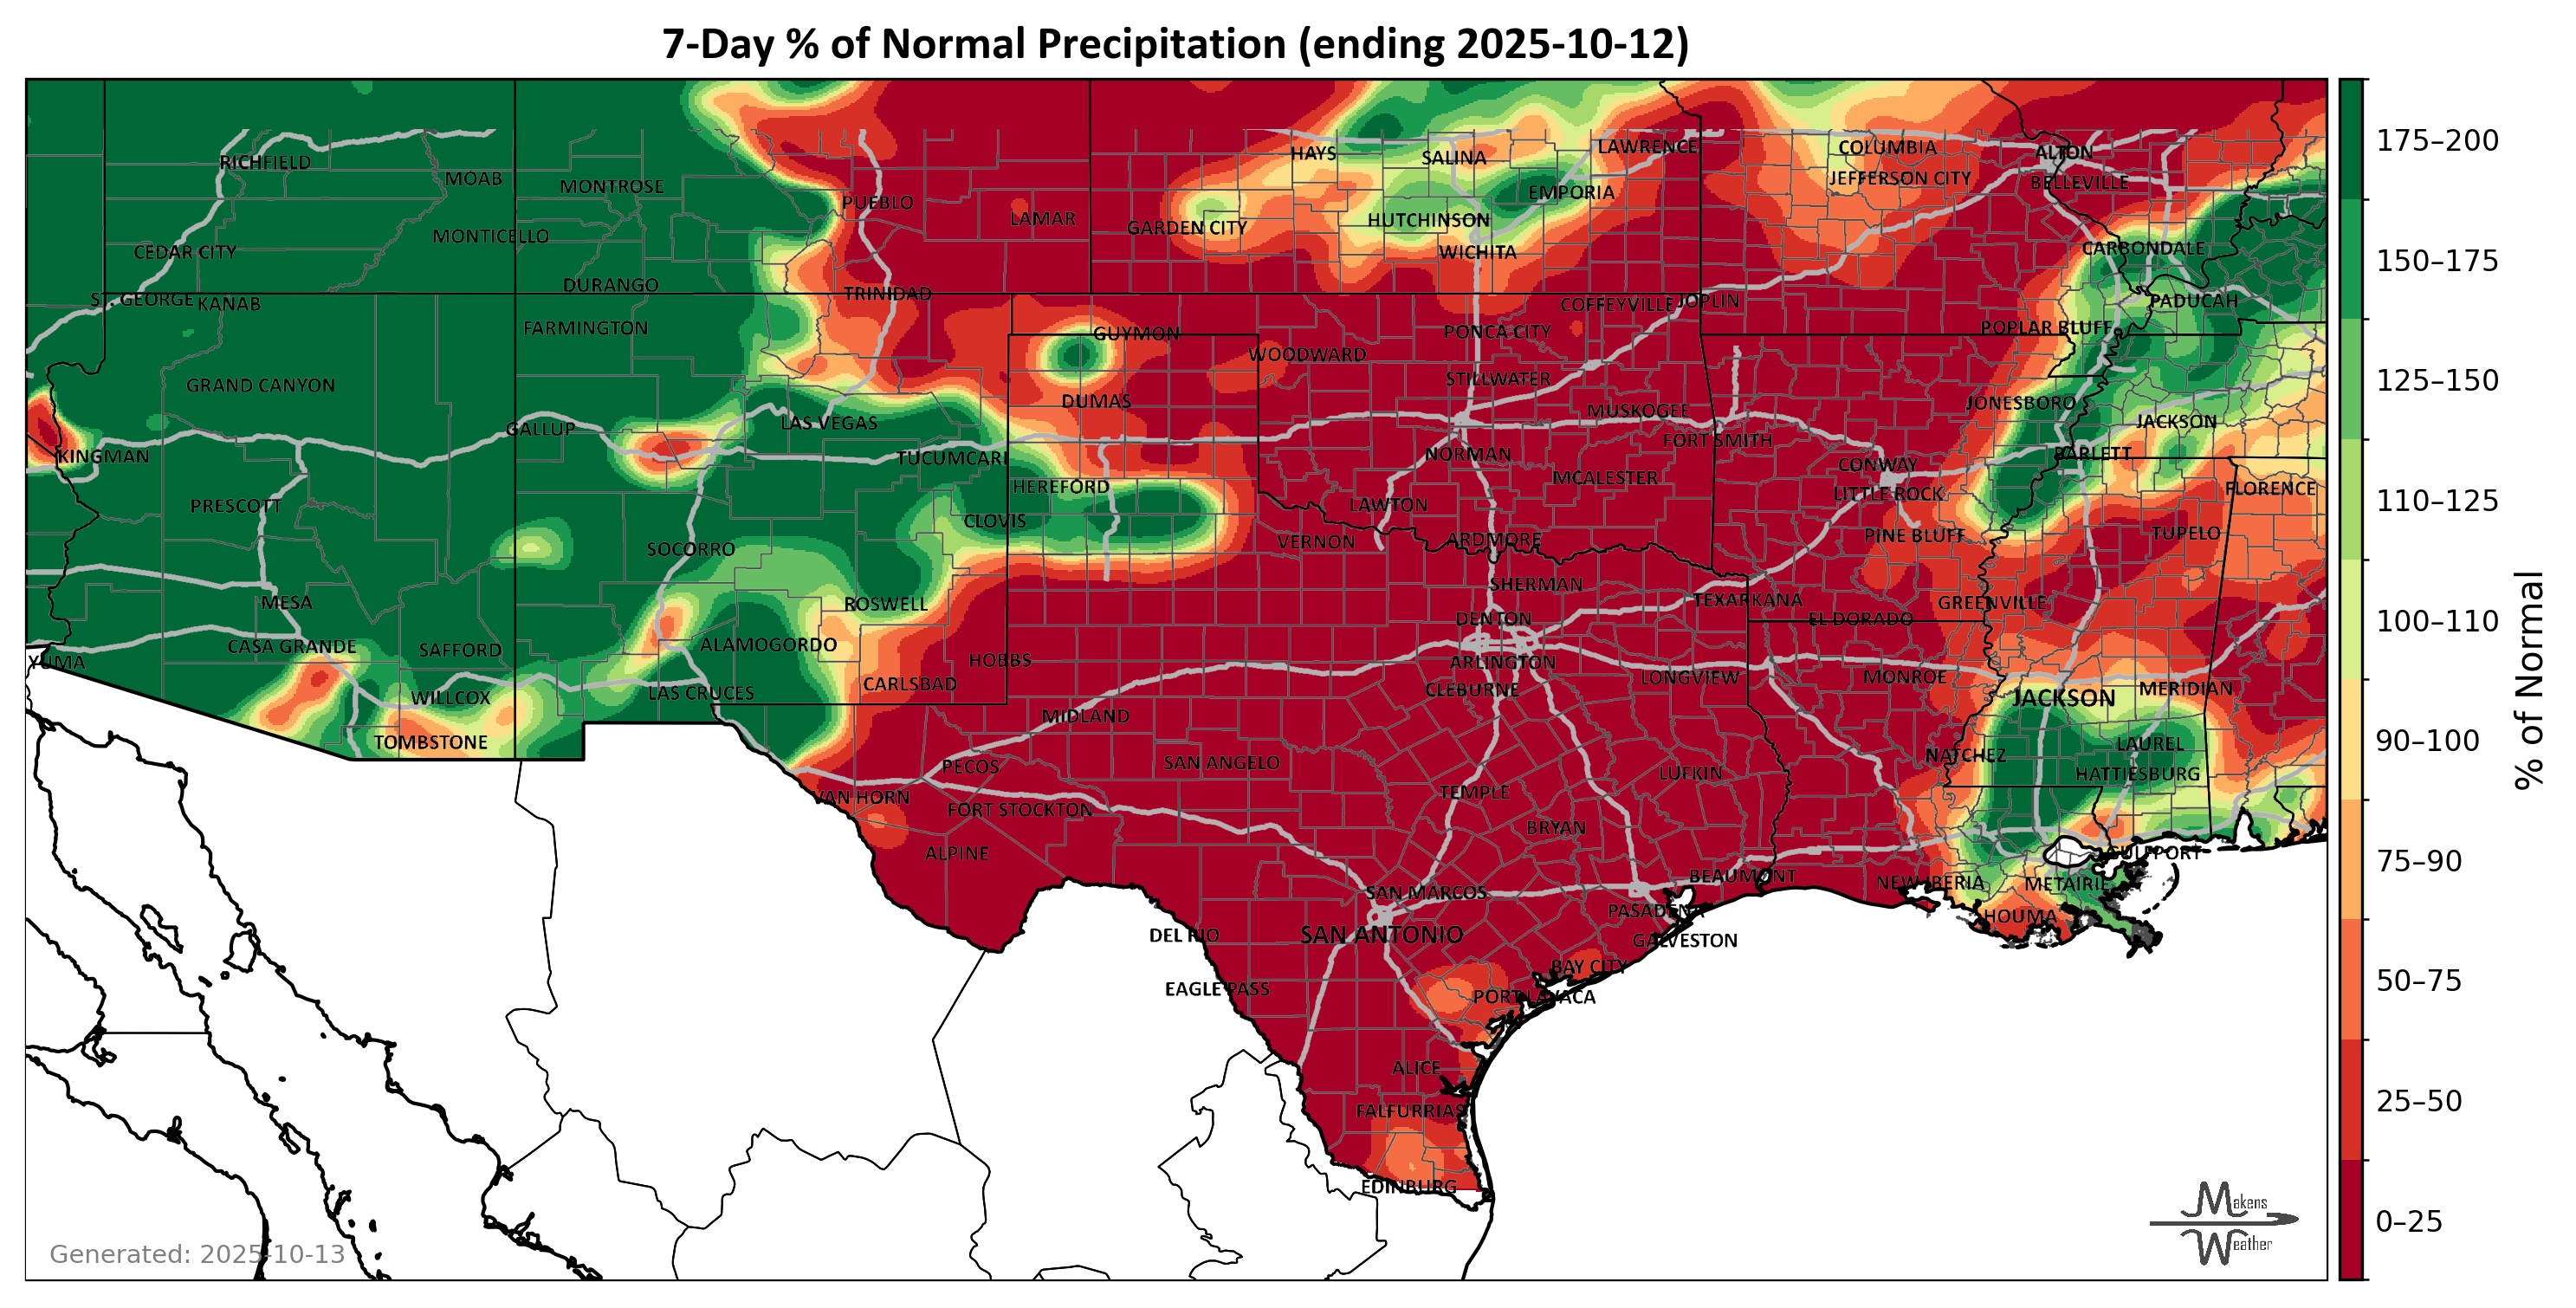 7-Day % of Normal Precipitation (ending 2025-10-12)
RICHFIELD
MOAB
MONTROSE
PUEBLO
LAMAR
HAYS
SALINA
LAWRENCE
COLUMBIA
ALTON
JEFFERSON CITY
BELLEVILLE
EMPORIA
HUTCHINSON
GARDEN CITY
WICHITA
CARBONDALE
MONTICELLO
CEDAR CITY
DURANGO
TRINIDAD
ST. GEORGE
KANAB
COFFEYVILLE
JOPLIN
PADUCAH
FARMINGTON
GUYMON
PONCA CITY
POPLAR BLUFF
WOODWARD
STILLWATER
GRAND CANYON
DUMAS
MUSKOGEE
JONESBORO
JACKSON
LAS VEGAS
GALLUP
FORT SMITH
KINGMAN
TUCUMCARI
NORMAN
BARLETT
CONWAY
MCALESTER
HEREFORD
LITTLE ROCK
FLORENCE
PRESCOTT
LAWTON
CLOVIS
PINE BLUFF
TUPELO
SOCORRO
VERNON
ARDMORE
SHERMAN
MESA
ROSWELL
TEXARKANA
GREENVILLE
DENTON
EL DORADO
CASA GRANDE
SAFFORD
ALAMOGORDO
YUMA
HOBBS
ARLINGTON
LONGVIEW
MONROE
CARLSBAD
CLEBURNE
JACKSON
MERIDIAN
WILLCOX
LAS CRUCES
MIDLAND
TOMBSTONE
LAUREL
NATCHEZ
PECOS
SAN ANGELO
LUFKIN
HATTIESBURG
VAN HORN
FORT STOCKTON
TEMPLE
BRYAN
ALPINE
GULFPORT
BEAUMONT
NEW IBERIA
METAIRIE
SAN MARCOS
PASADENA
HOUMA
DEL RIO
SAN ANTONIO
GALVESTON
BAY CITY
EAGLE PASS
PORT LAVACA
ALICE
FALFURRIAS
EDINBURG
Generated: 2025-10-13
Makens
Weather
175–200
150–175
125–150
110–125
100–110
90–100
75–90
50–75
25–50
0–25
% of Normal